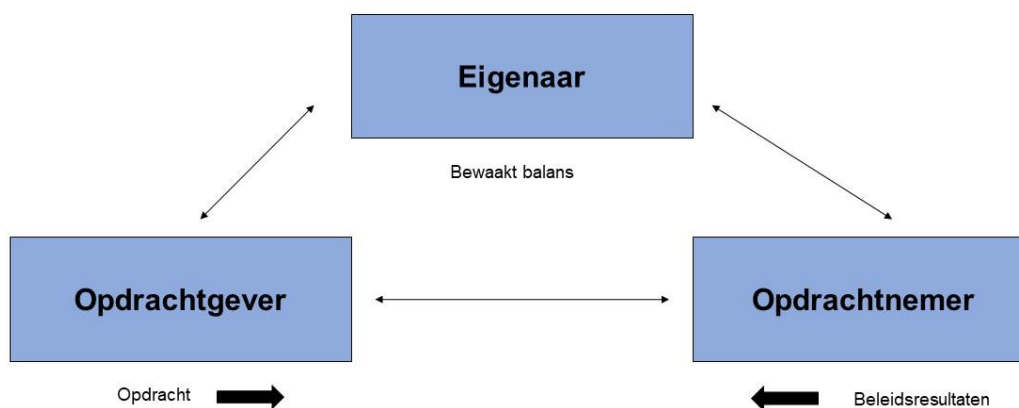 Eigenaar
Bewaakt balans
Opdrachtgever
Opdrachtnemer
Opdracht
Beleidsresultaten